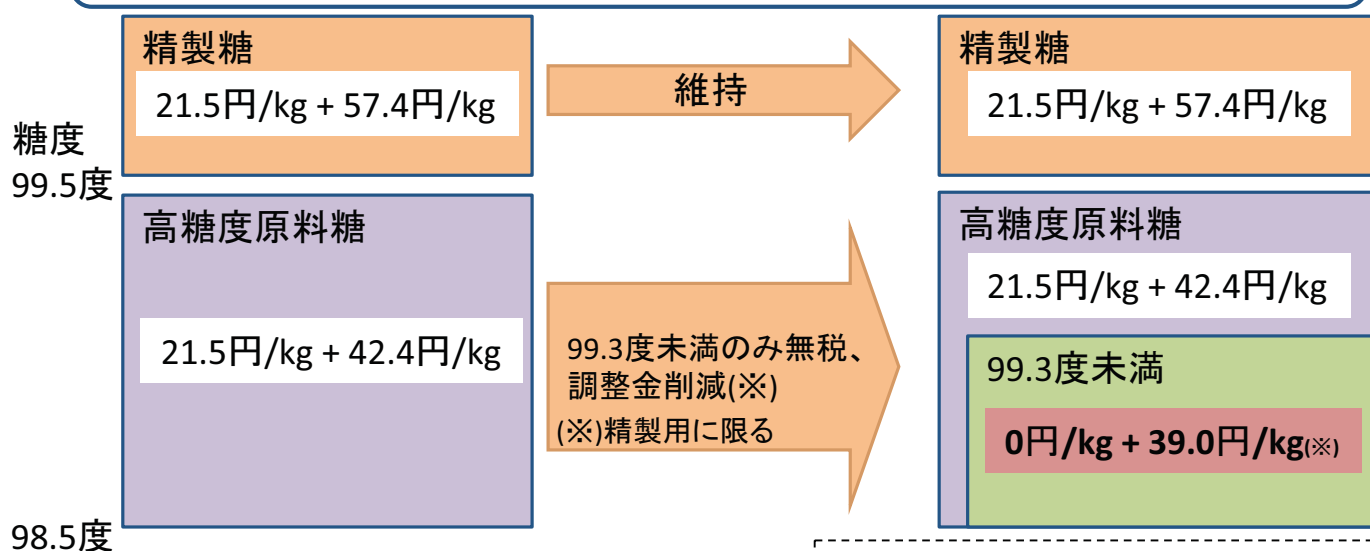 精製糖
21.5円/kg + 57.4円/kg
維持
精製糖
21.5円/kg + 57.4円/kg
糖度
99.5度
高糖度原料糖
21.5円/kg + 42.4円/kg
99.3度未満のみ無税、
調整金削減(※)
(※)精製用に限る
高糖度原料糖
21.5円/kg + 42.4円/kg
99.3度未満
0円/kg + 39.0円/kg(※)
98.5度